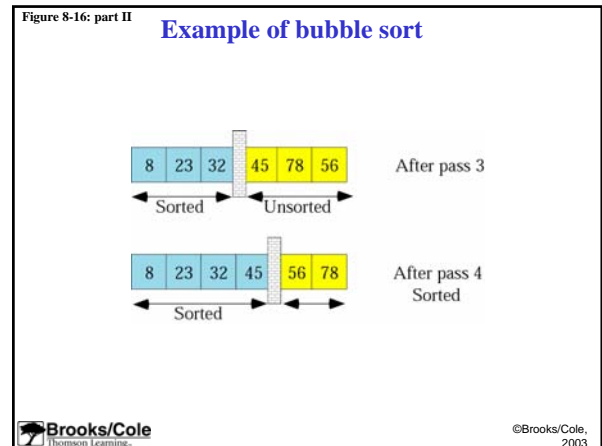 Figure 8-16: part II
Example of bubble sort
8 23 32 45 78 56
After pass 3
Sorted Unsorted
8 23 32 45 56 78
After pass 4
Sorted
Sorted
Brooks/Cole
Thomson Learning™
©Brooks/Cole,
2003